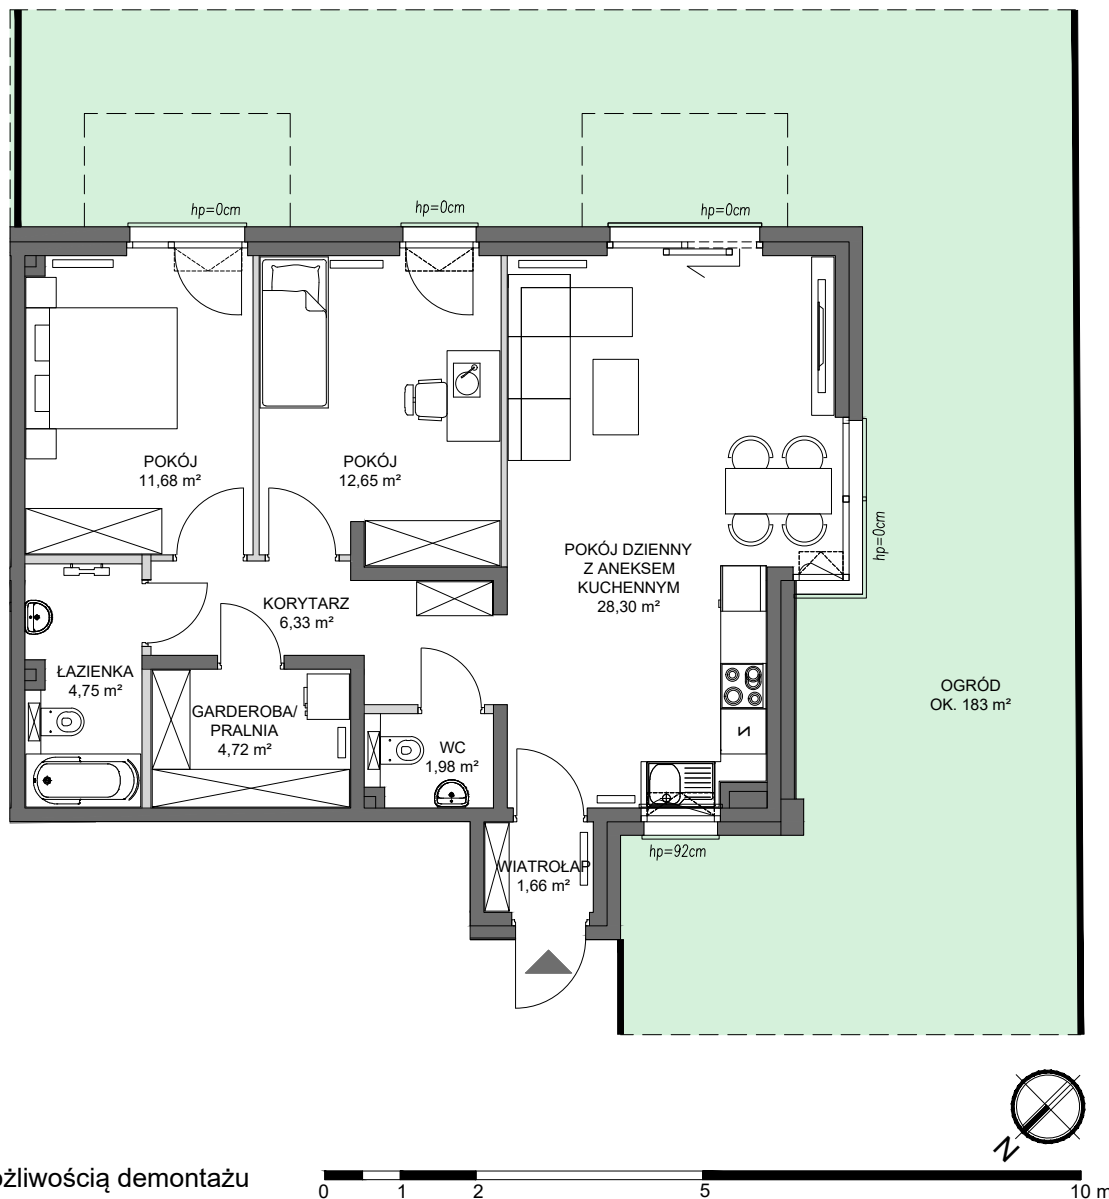 hp=0cm
hp=0cm
hp=0cm
POKÓJ
11,68 m²
POKÓJ
12,65 m²
hp=0cm
POKÓJ DZIENNY
Z ANEKSEM
KUCHENNYM
28,30 m²
KORYTARZ
6,33 m²
ŁAZIENKA
4,75 m²
GARDEROBA/
PRALNIA
4,72 m²
WC
1,98 m²
OGRÓD
OK. 183 m²
hp=92cm
WIATROŁAP
1,66 m²
N
żliwością demontażu
0 1 2 5 10 m